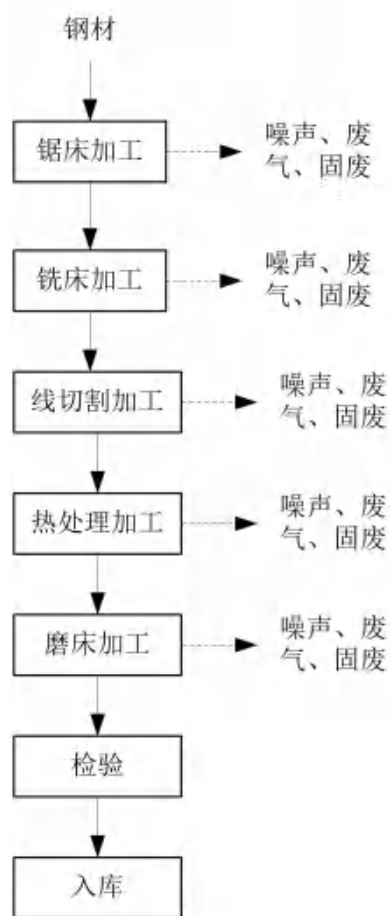 钢材
锯床加工
噪声、废
气、固废
铣床加工
噪声、废
气、固废
线切割加工
噪声、废
气、固废
热处理加工
噪声、废
气、固废
磨床加工
噪声、废
气、固废
检验
入库